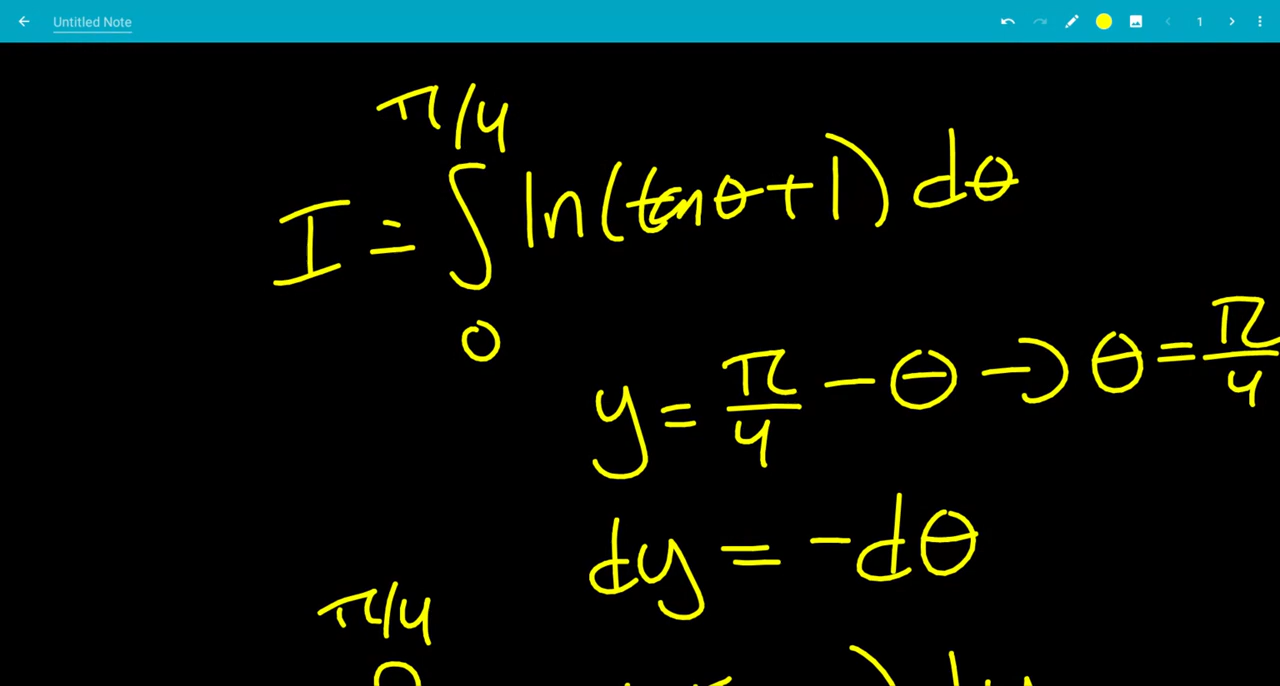 Untitled Note
1
π/4
I = ∫ ln(tanθ+1) dθ
0
y = π/4 - θ → θ = π/4
dy = -dθ
π/4